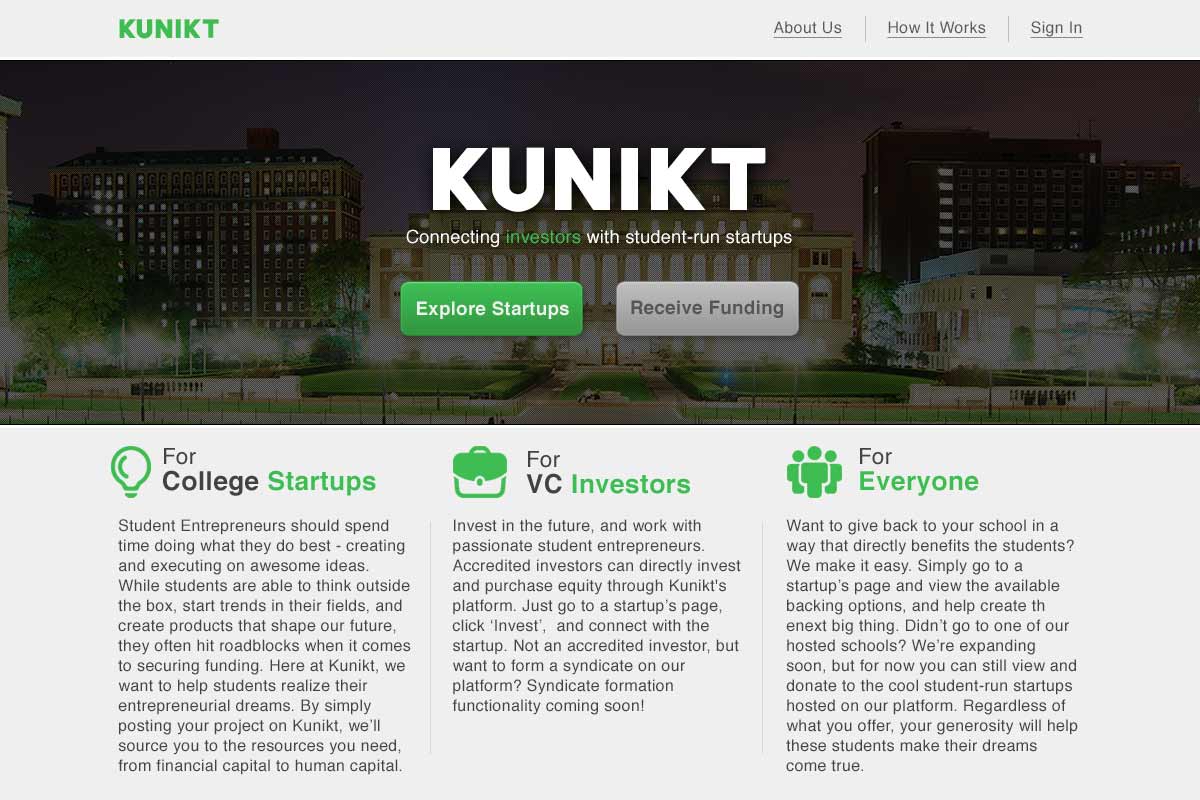 KUNIKT
About Us
How It Works
Sign In
KUNIKT
Connecting investors with student-run startups
Explore Startups
Receive Funding
For
College Startups
Student Entrepreneurs should spend
time doing what they do best - creating
and executing on awesome ideas.
While students are able to think outside
the box, start trends in their fields, and
create products that shape our future,
they often hit roadblocks when it comes
to securing funding. Here at Kunikt, we
want to help students realize their
entrepreneurial dreams. By simply
posting your project on Kunikt, we’ll
source you to the resources you need,
from financial capital to human capital.
For
VC Investors
Invest in the future, and work with
passionate student entrepreneurs.
Accredited investors can directly invest
and purchase equity through Kunikt's
platform. Just go to a startup’s page,
click ‘Invest’,  and connect with the
startup. Not an accredited investor, but
want to form a syndicate on our
platform? Syndicate formation
functionality coming soon!
For
Everyone
Want to give back to your school in a
way that directly benefits the students?
We make it easy. Simply go to a
startup’s page and view the available
backing options, and help create th
enext big thing. Didn’t go to one of our
hosted schools? We’re expanding
soon, but for now you can still view and
donate to the cool student-run startups
hosted on our platform. Regardless of
what you offer, your generosity will help
these students make their dreams
come true.